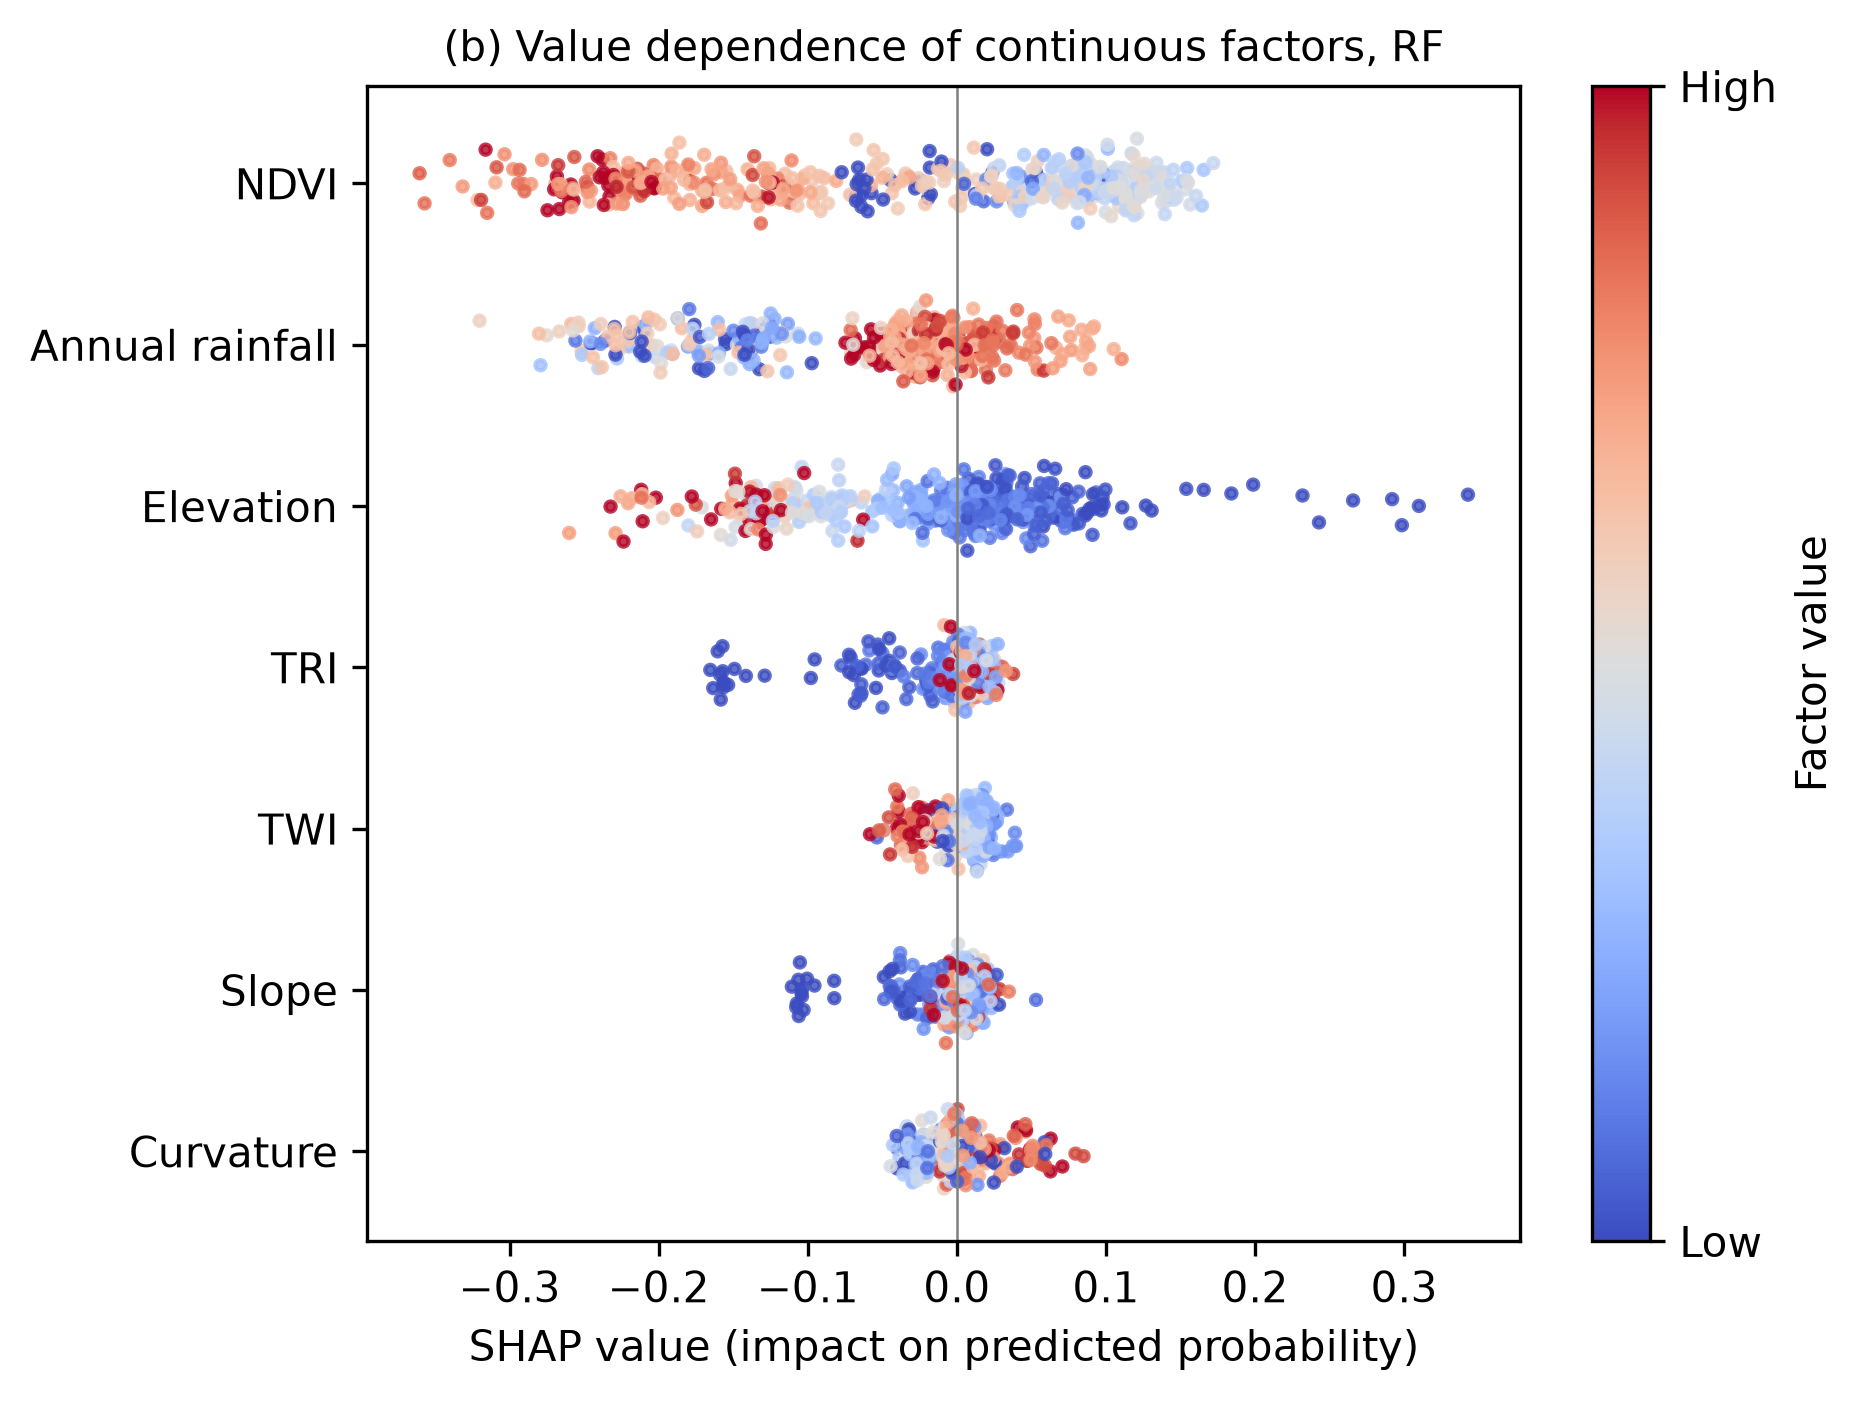 (b) Value dependence of continuous factors, RF
High
NDVI
Annual rainfall
Elevation
TRI
TWI
Slope
Curvature
Factor value
Low
−0.3 −0.2 −0.1 0.0 0.1 0.2 0.3
SHAP value (impact on predicted probability)